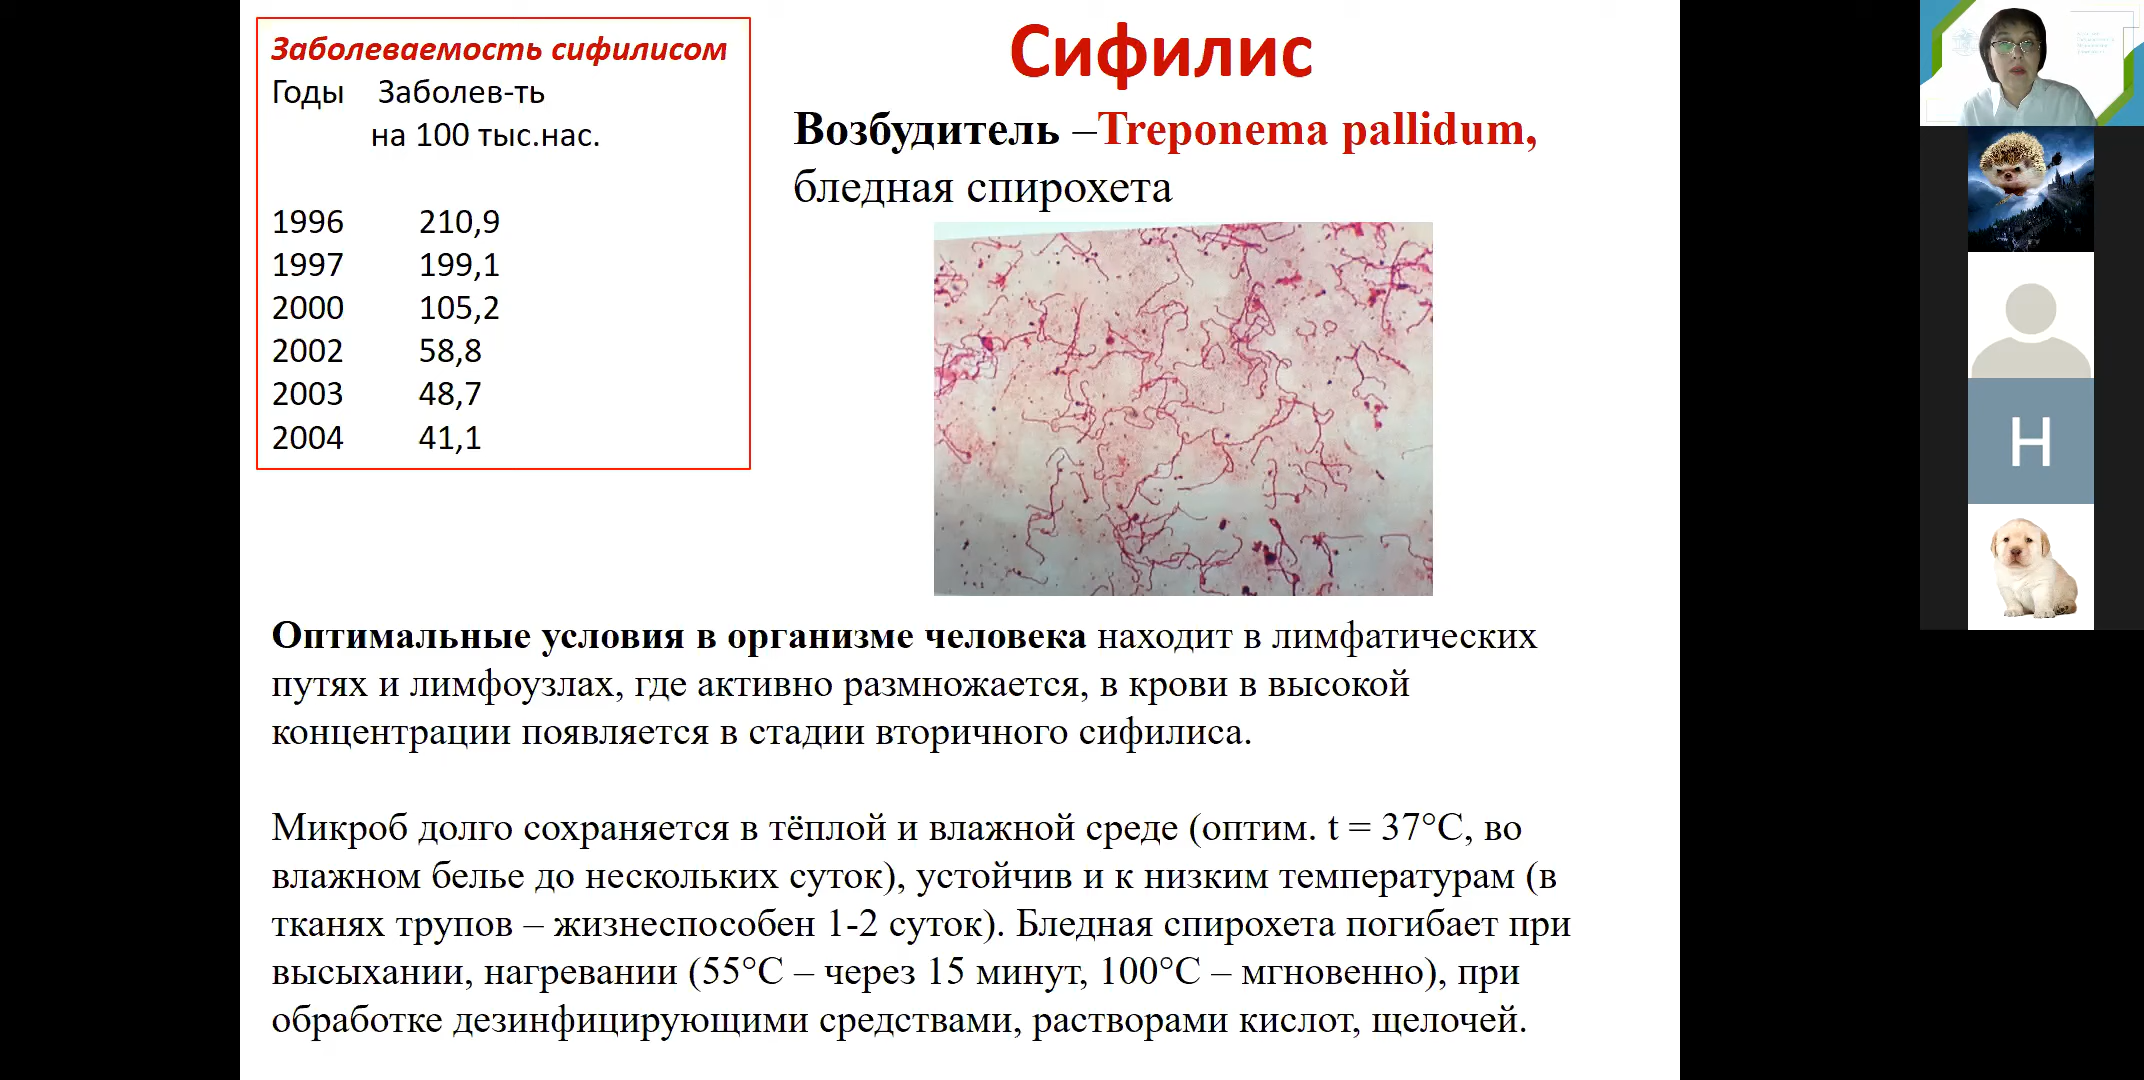 Заболеваемость сифилисом
Годы Заболев-ть
на 100 тыс.нас.
1996 210,9
1997 199,1
2000 105,2
2002 58,8
2003 48,7
2004 41,1
Сифилис
Возбудитель –Treponema pallidum,
бледная спирохета
Оптимальные условия в организме человека находит в лимфатических
путях и лимфоузлах, где активно размножается, в крови в высокой
концентрации появляется в стадии вторичного сифилиса.
Микроб долго сохраняется в тёплой и влажной среде (оптим. t = 37°C, во
влажном белье до нескольких суток), устойчив и к низким температурам (в
тканях трупов – жизнеспособен 1-2 суток). Бледная спирохета погибает при
высыхании, нагревании (55°C – через 15 минут, 100°C – мгновенно), при
обработке дезинфицирующими средствами, растворами кислот, щелочей.
Н